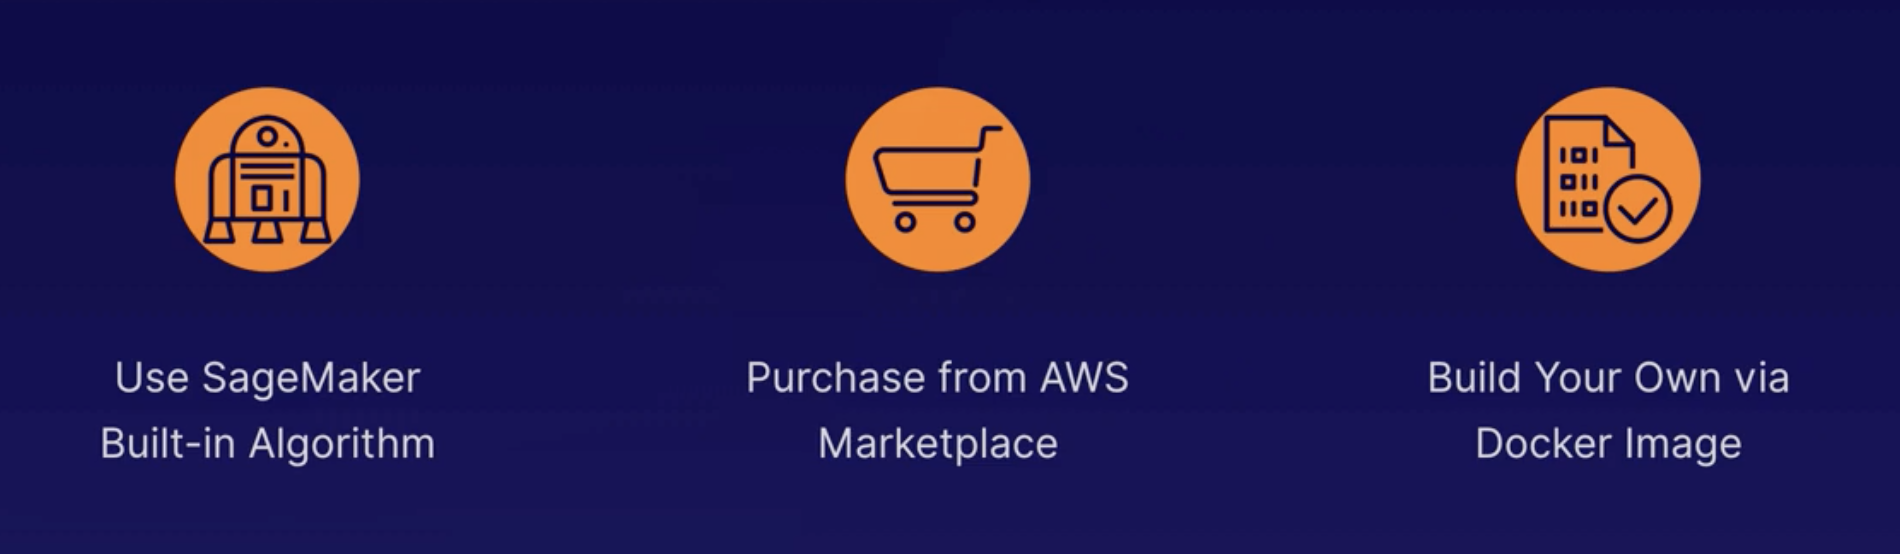 Use SageMaker
Built-in Algorithm
Purchase from AWS
Marketplace
Build Your Own via
Docker Image